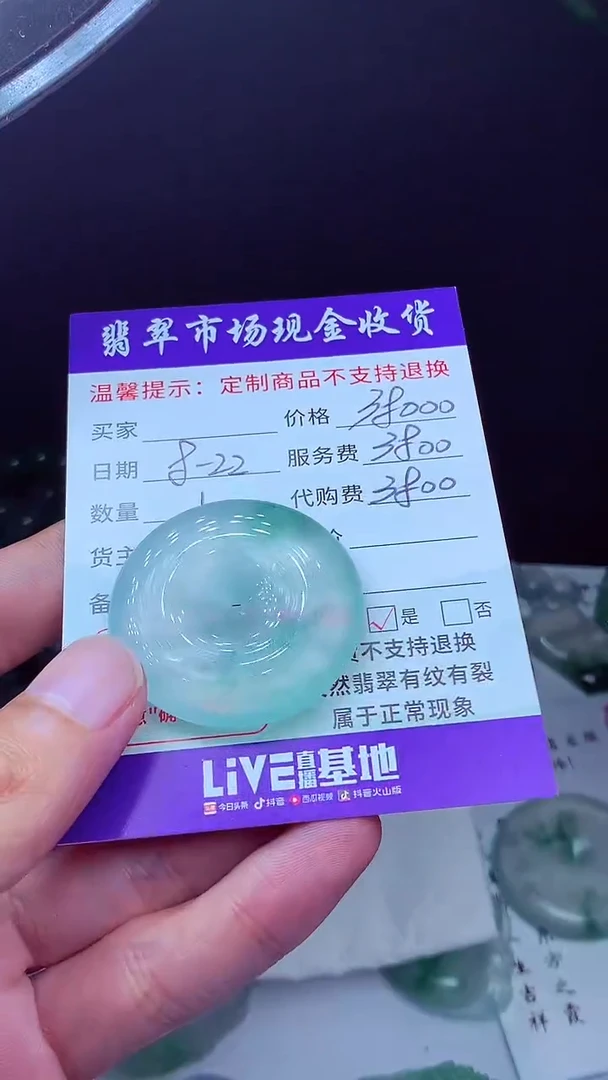 翡翠市场现金收货
温馨提示：定制商品不支持退换
买家 价格 38000
日期 8-22 服务费 3800
数量 1 代购费 3800
货主
备
是 否
不支持退换
然翡翠有纹有裂
属于正常现象
LiVE直播基地
今日头条 抖音 西瓜视频 抖音火山版
吉祥